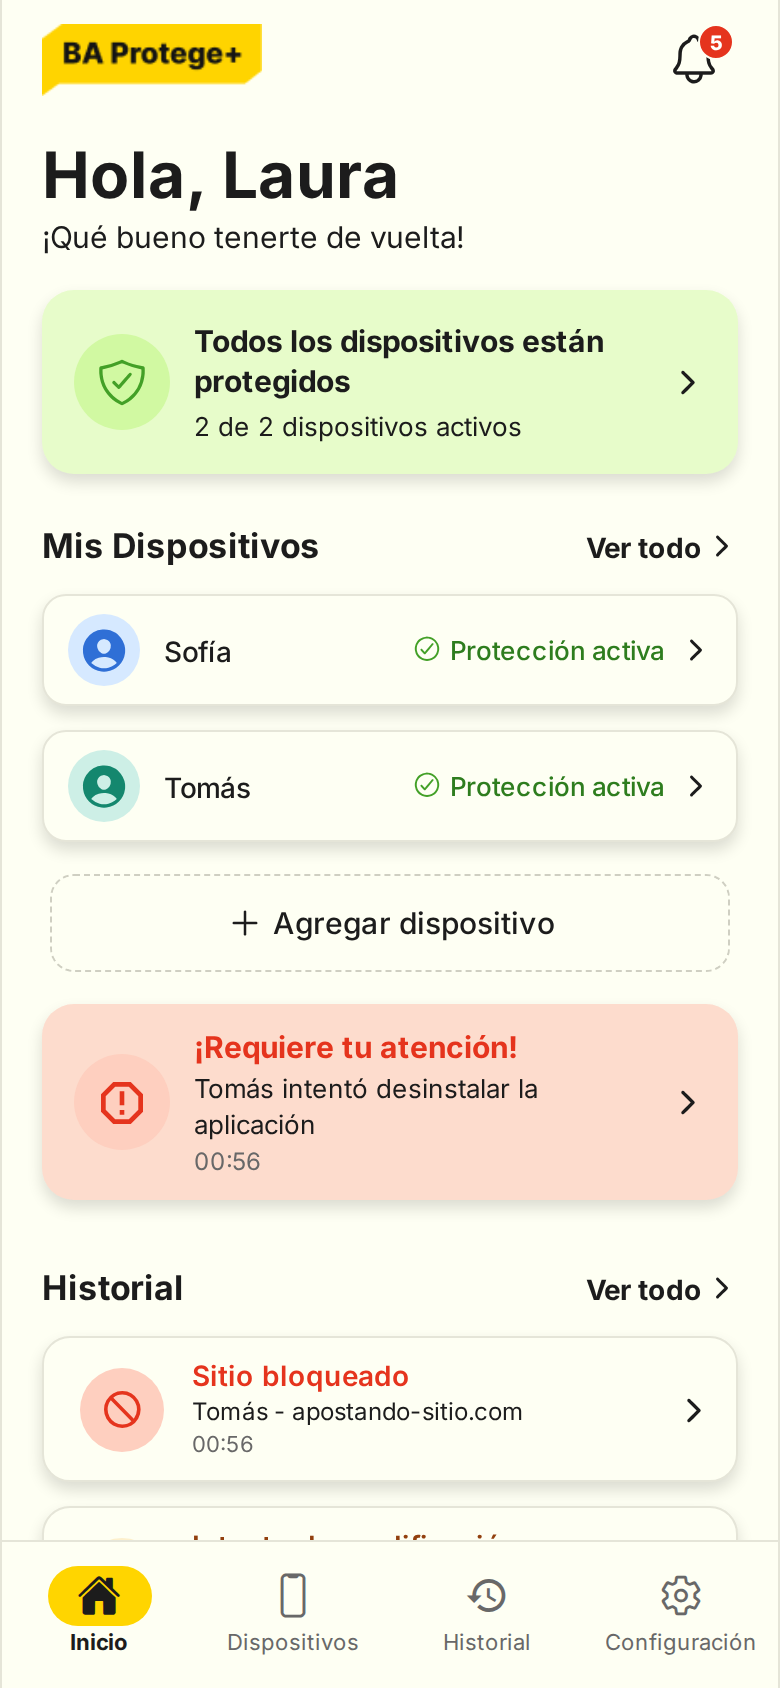 BA Protege+
5
Hola, Laura
¡Qué bueno tenerte de vuelta!
Todos los dispositivos están
protegidos
2 de 2 dispositivos activos
Mis Dispositivos
Ver todo
Sofía
Protección activa
Tomás
Protección activa
Agregar dispositivo
¡Requiere tu atención!
Tomás intentó desinstalar la
aplicación
00:56
Historial
Ver todo
Sitio bloqueado
Tomás - apostando-sitio.com
00:56
Inicio
Dispositivos
Historial
Configuración